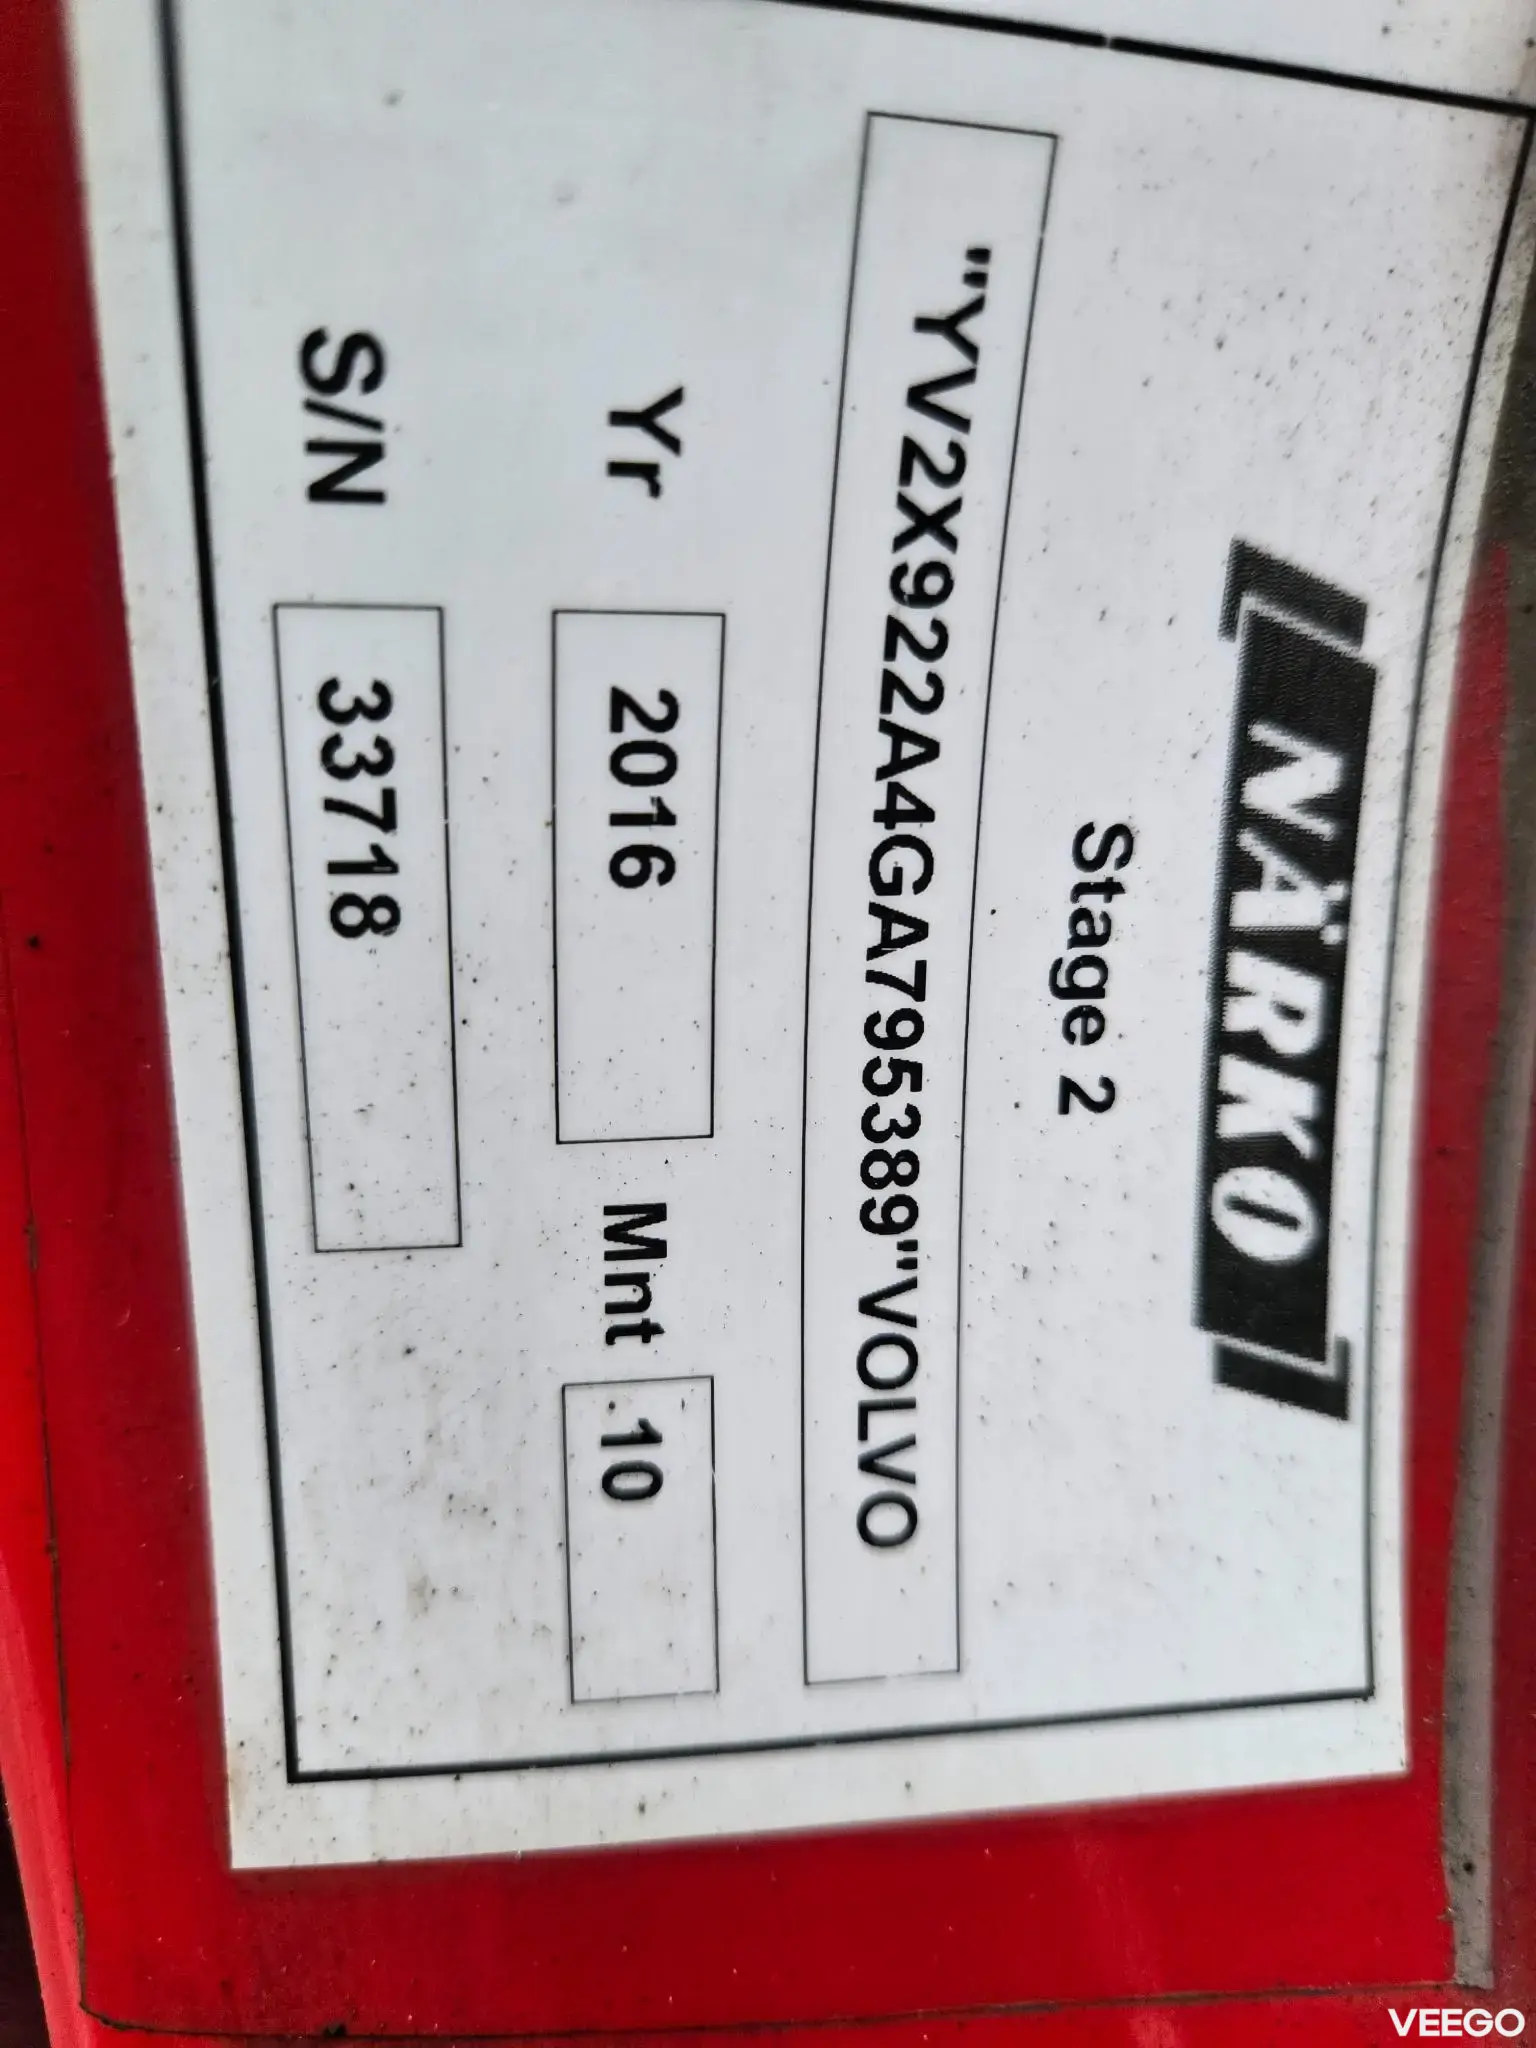 NÄRKO
Stage 2
"YV2X922A4GA795389"VOLVO
Yr 2016 Mnt 10
S/N 33718
VEEGO